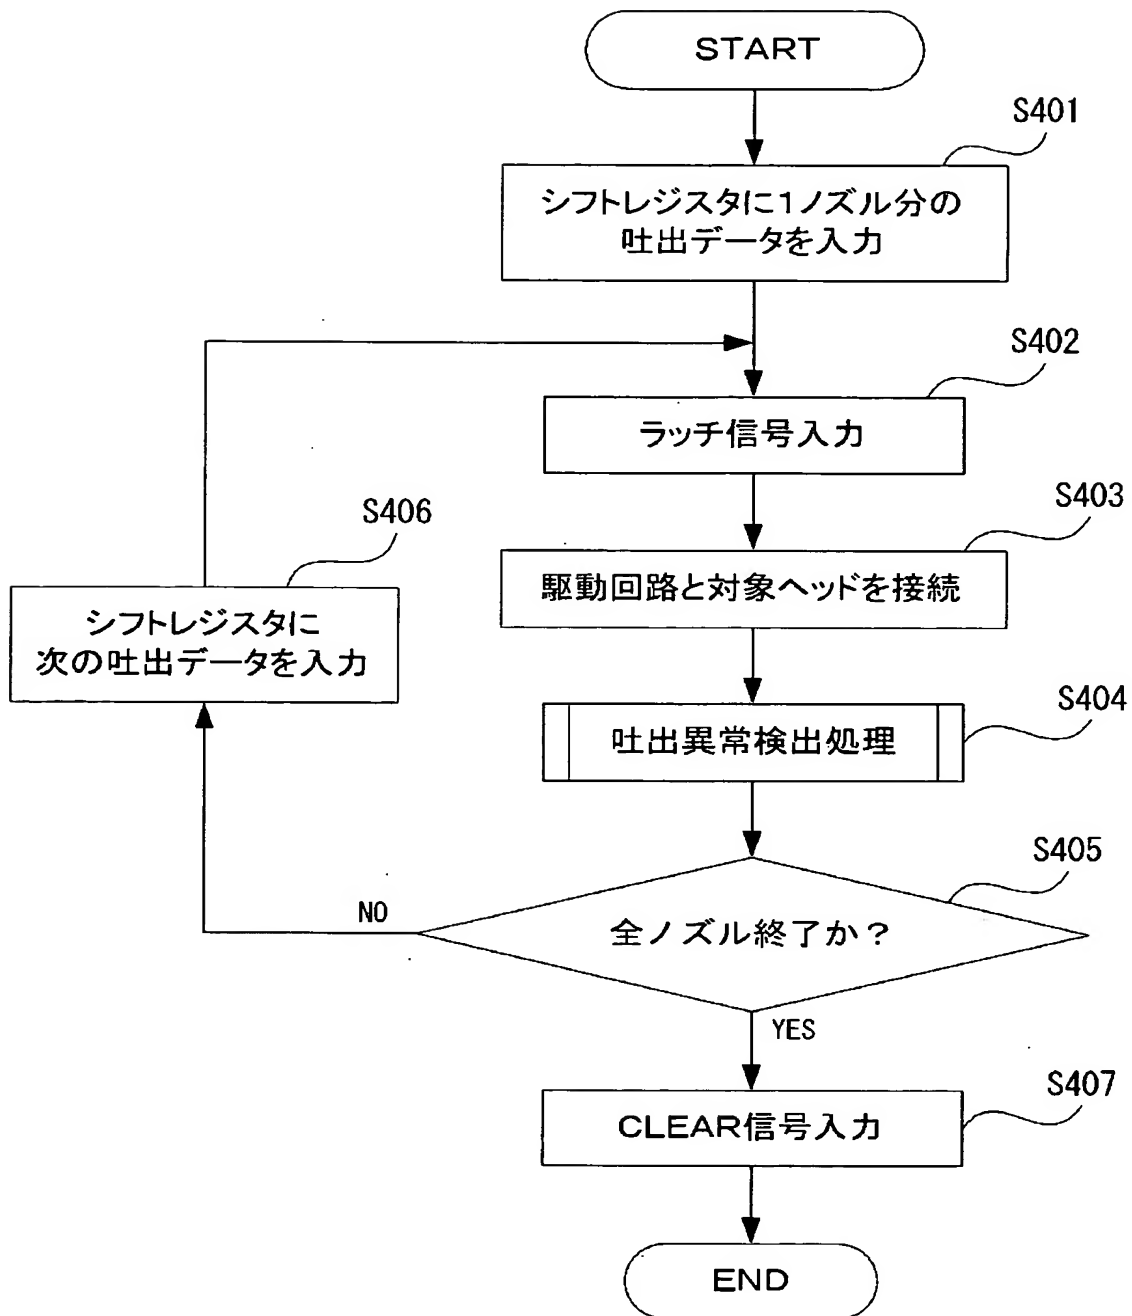 START
S401
シフトレジスタに1ノズル分の
吐出データを入力
S402
ラッチ信号入力
S403
駆動回路と対象ヘッドを接続
S406
シフトレジスタに
次の吐出データを入力
S404
吐出異常検出処理
S405
全ノズル終了か？
NO
YES
S407
CLEAR信号入力
END